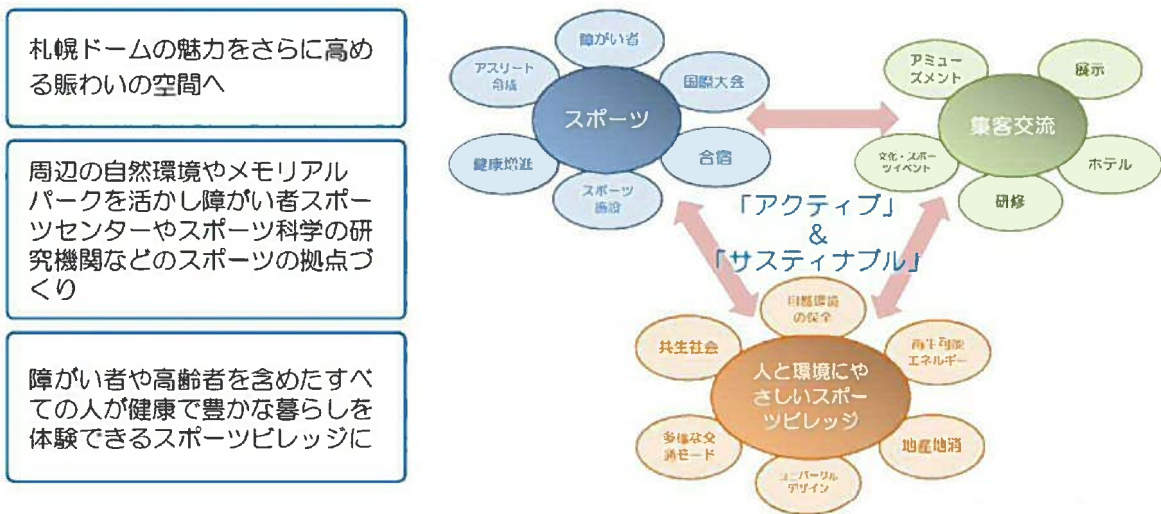 札幌ドームの魅力をさらに高め
る賑わいの空間へ
周辺の自然環境やメモリアル
パークを活かし障がい者スポー
ツセンターやスポーツ科学の研
究機関などのスポーツの拠点づ
くり
障がい者や高齢者を含めたすべ
ての人が健康で豊かな暮らしを
体験できるスポーツビレッジに
障がい者
アスリート
育成
国際大会
スポーツ
健康増進
合宿
スポーツ
施設
アミュー
ズメント
展示
集客交流
文化・スポー
ツイベント
ホテル
研修
「アクティブ」
&
「サスティナブル」
自然環境
の保全
共生社会
再生可能
エネルギー
人と環境にや
さしいスポー
ツビレッジ
多様な交
通モード
地産地消
ユニバーサル
デザイン